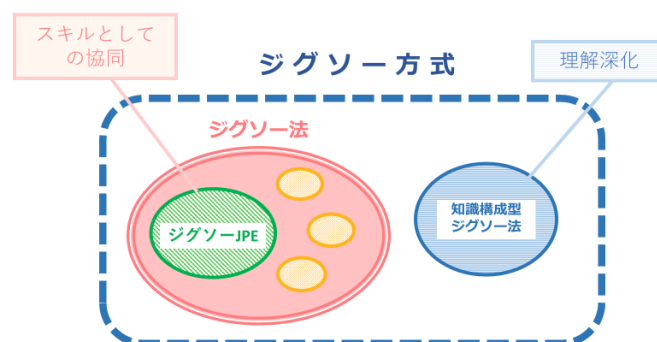 スキルとして
の協同
ジグソー方式
理解深化
ジグソー法
ジグソーJPE
知識構成型
ジグソー法